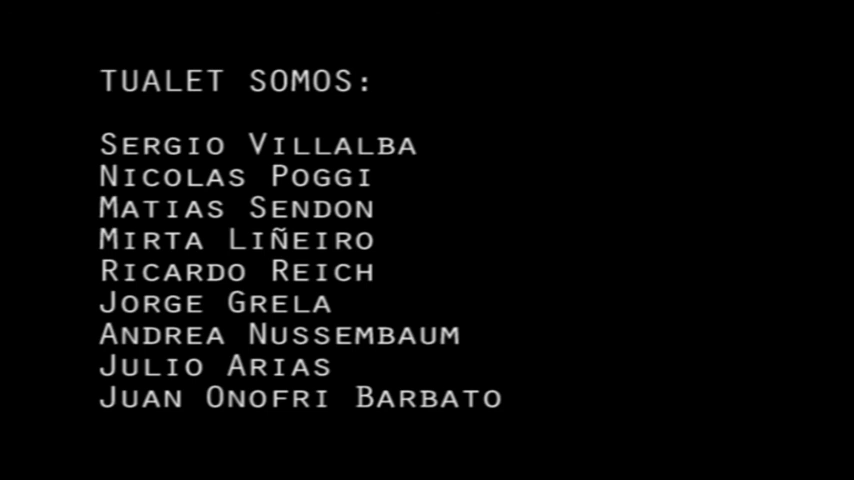 TUALET SOMOS:
SERGIO VILLALBA
NICOLAS POGGI
MATIAS SENDON
MIRTA LIÑEIRO
RICARDO REICH
JORGE GRELA
ANDREA NUSSEMBAUM
JULIO ARIAS
JUAN ONOFRI BARBATO